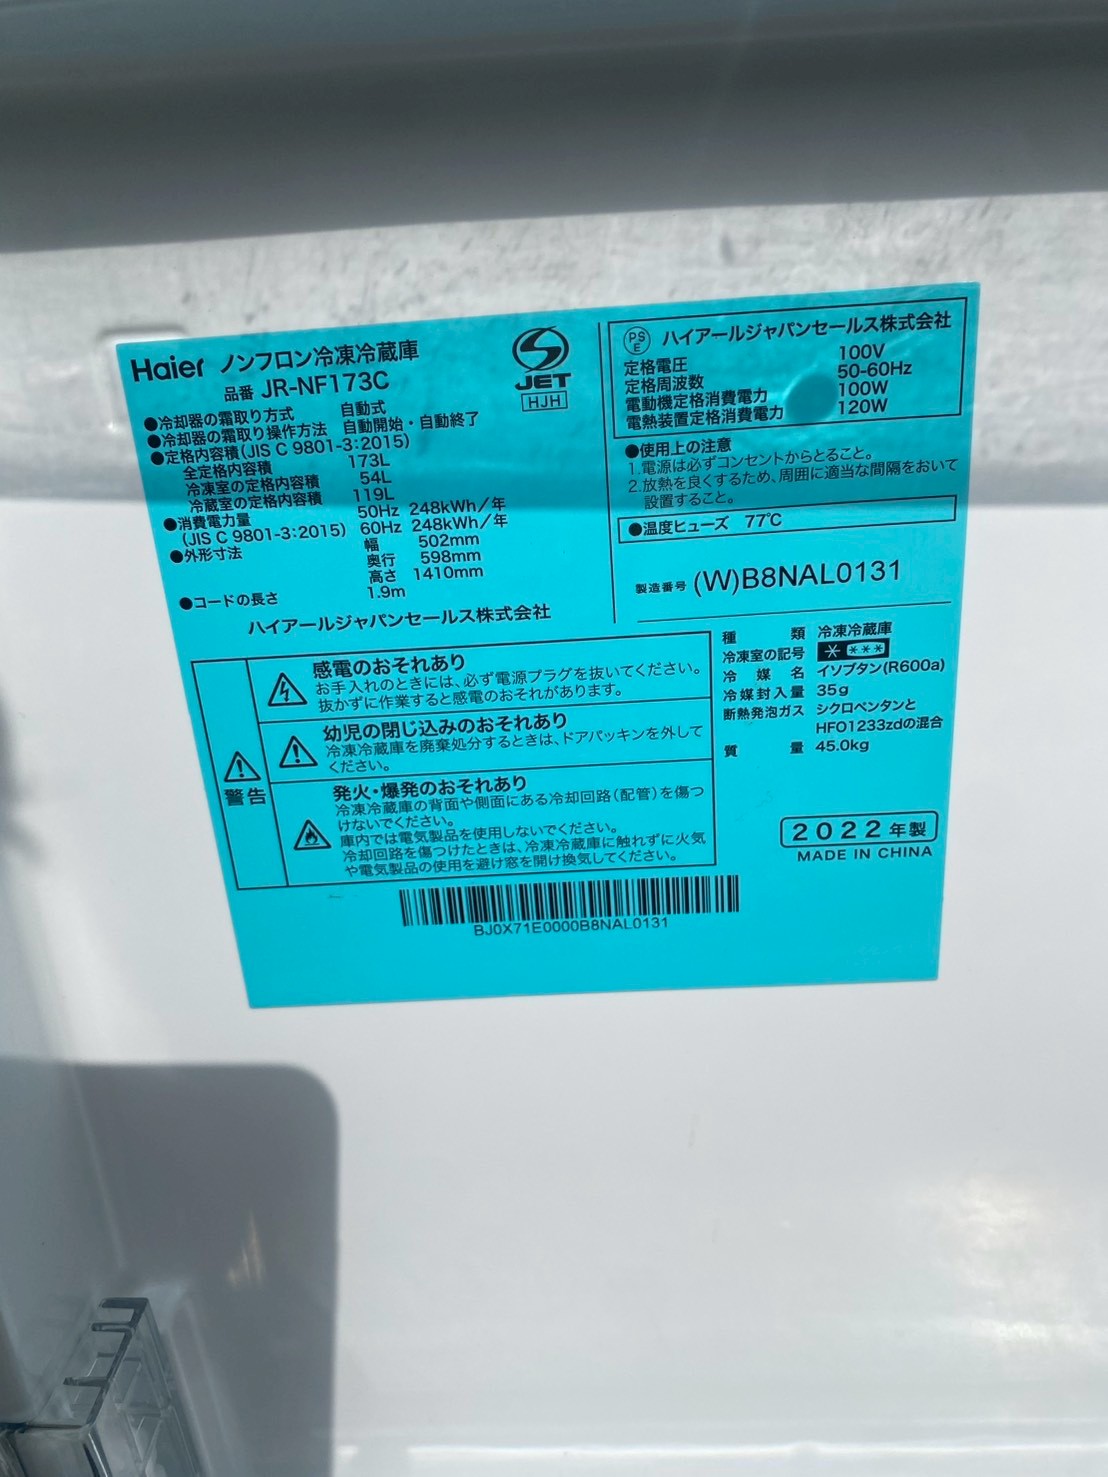 Haier ノンフロン冷凍冷蔵庫
品番 JR-NF173C
JET
HJH
●冷却器の霜取り方式 自動式
●冷却器の霜取り操作方法 自動開始・自動終了
●定格内容積(JIS C 9801-3:2015)
全定格内容積 173L
冷凍室の定格内容積 54L
冷蔵室の定格内容積 119L
●消費電力量 50Hz 248kWh/年
(JIS C 9801-3:2015) 60Hz 248kWh/年
●外形寸法 幅 502mm
奥行 598mm
高さ 1410mm
●コードの長さ 1.9m
ハイアールジャパンセールス株式会社
PS
E
ハイアールジャパンセールス株式会社
定格電圧 100V
定格周波数 50-60Hz
電動機定格消費電力 100W
電熱装置定格消費電力 120W
●使用上の注意
1.電源は必ずコンセントからとること。
2.放熱を良くするため、周囲に適当な間隔をおいて
設置すること。
●温度ヒューズ 77℃
製造番号 (W)B8NAL0131
警告
感電のおそれあり
お手入れのときには、必ず電源プラグを抜いてください。
抜かずに作業すると感電のおそれがあります。
幼児の閉じ込みのおそれあり
冷凍冷蔵庫を廃棄処分するときは、ドアパッキンを外して
ください。
発火・爆発のおそれあり
冷凍冷蔵庫の背面や側面にある冷却回路(配管)を傷つ
けないでください。
庫内では電気製品を使用しないでください。
冷却回路を傷つけたときは、冷凍冷蔵庫に触れずに火気
や電気製品の使用を避け窓を開け換気してください。
種類 冷凍冷蔵庫
冷凍室の記号 * ***
冷媒名 イソブタン(R600a)
冷媒封入量 35g
断熱発泡ガス シクロペンタンと
HFO1233zdの混合
質量 45.0kg
2022年製
MADE IN CHINA
BJ0X71E0000B8NAL0131